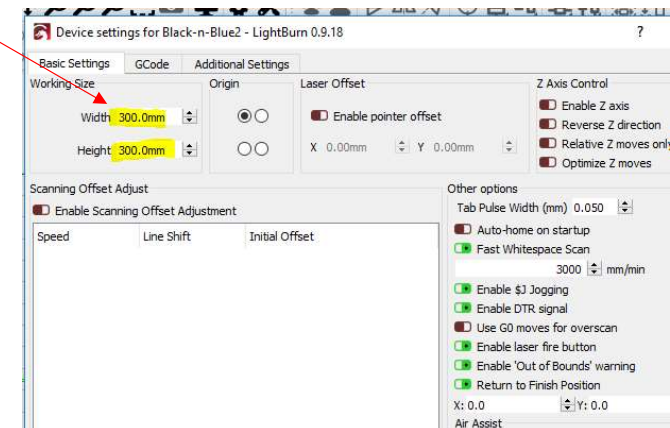 Device settings for Black-n-Blue2 - LightBurn 0.9.18 ?
Basic Settings GCode Additional Settings
Working Size
Width 300.0mm
Height 300.0mm
Origin
Laser Offset
Enable pointer offset
X 0.00mm Y 0.00mm
Z Axis Control
Enable Z axis
Reverse Z direction
Relative Z moves only
Optimize Z moves
Scanning Offset Adjust
Enable Scanning Offset Adjustment
Speed Line Shift Initial Offset
Other options
Tab Pulse Width (mm) 0.050
Auto-home on startup
Fast Whitespace Scan
3000 mm/min
Enable $J Jogging
Enable DTR signal
Use G0 moves for overscan
Enable laser fire button
Enable 'Out of Bounds' warning
Return to Finish Position
X: 0.0 Y: 0.0
Air Assist